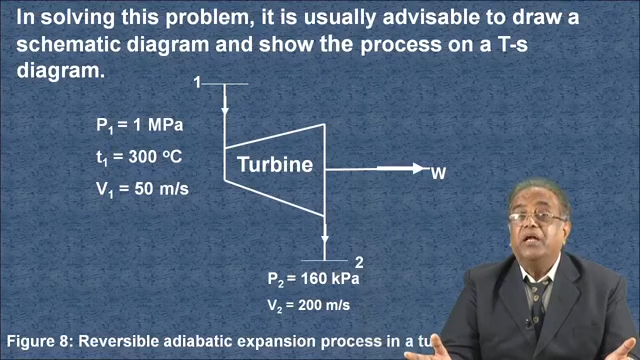 In solving this problem, it is usually advisable to draw a
schematic diagram and show the process on a T-s
diagram.
1
P₁ = 1 MPa
t₁ = 300 ºC
V₁ = 50 m/s
Turbine
W
2
P₂ = 160 kPa
V₂ = 200 m/s
Figure 8: Reversible adiabatic expansion process in a